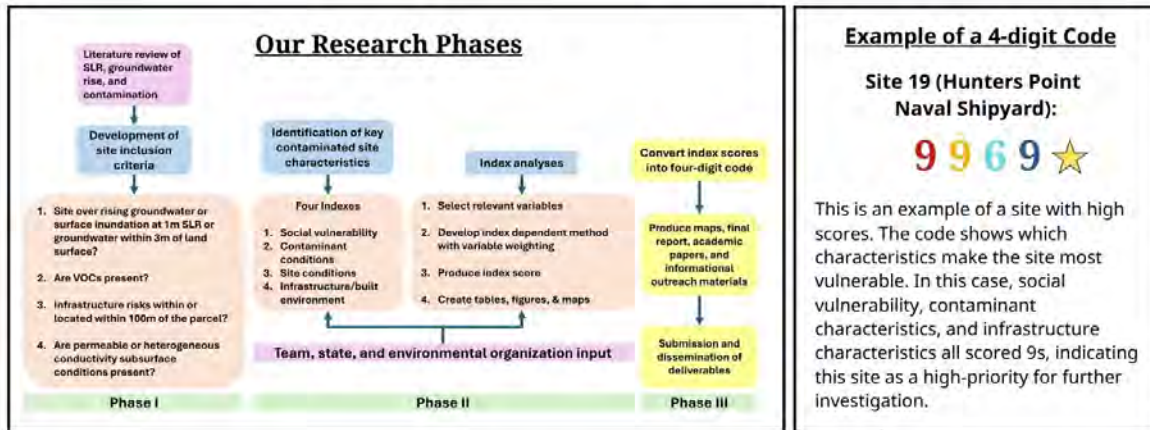 Our Research Phases
Literature review of
SLR, groundwater
rise, and
contamination
Development of
site inclusion
criteria
1. Site over rising groundwater or
surface inundation at 1m SLR or
groundwater within 3m of land
surface?
2. Are VOCs present?
3. Infrastructure risks within or
located within 100m of the parcel?
4. Are permeable or heterogeneous
conductivity subsurface
conditions present?
Phase I
Identification of key
contaminated site
characteristics
Four Indexes
1. Social vulnerability
2. Contaminant
conditions
3. Site conditions
4. Infrastructure/built
environment
Index analyses
1. Select relevant variables
2. Develop index dependent method
with variable weighting
3. Produce index score
4. Create tables, figures, & maps
Team, state, and environmental organization input
Phase II
Convert index scores
into four-digit code
Produce maps, final
report, academic
papers, and
informational
outreach materials
Submission and
dissemination of
deliverables
Phase III
Example of a 4-digit Code
Site 19 (Hunters Point
Naval Shipyard):
9 9 6 9
This is an example of a site with high
scores. The code shows which
characteristics make the site most
vulnerable. In this case, social
vulnerability, contaminant
characteristics, and infrastructure
characteristics all scored 9s, indicating
this site as a high-priority for further
investigation.